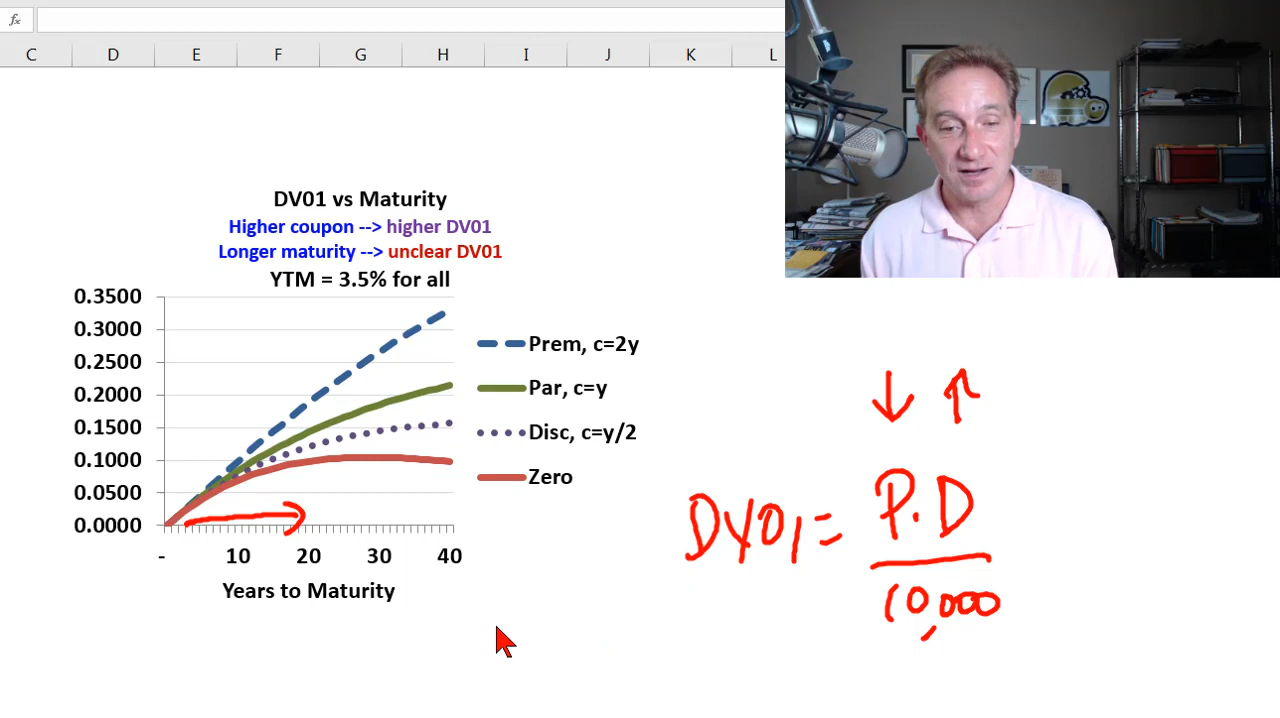 C D E F G H I J K L
DV01 vs Maturity
Higher coupon --> higher DV01
Longer maturity --> unclear DV01
YTM = 3.5% for all
0.3500
0.3000
0.2500
0.2000
0.1500
0.1000
0.0500
0.0000
- 10 20 30 40
Years to Maturity
Prem, c=2y
Par, c=y
Disc, c=y/2
Zero
DV01 = P.D
10,000